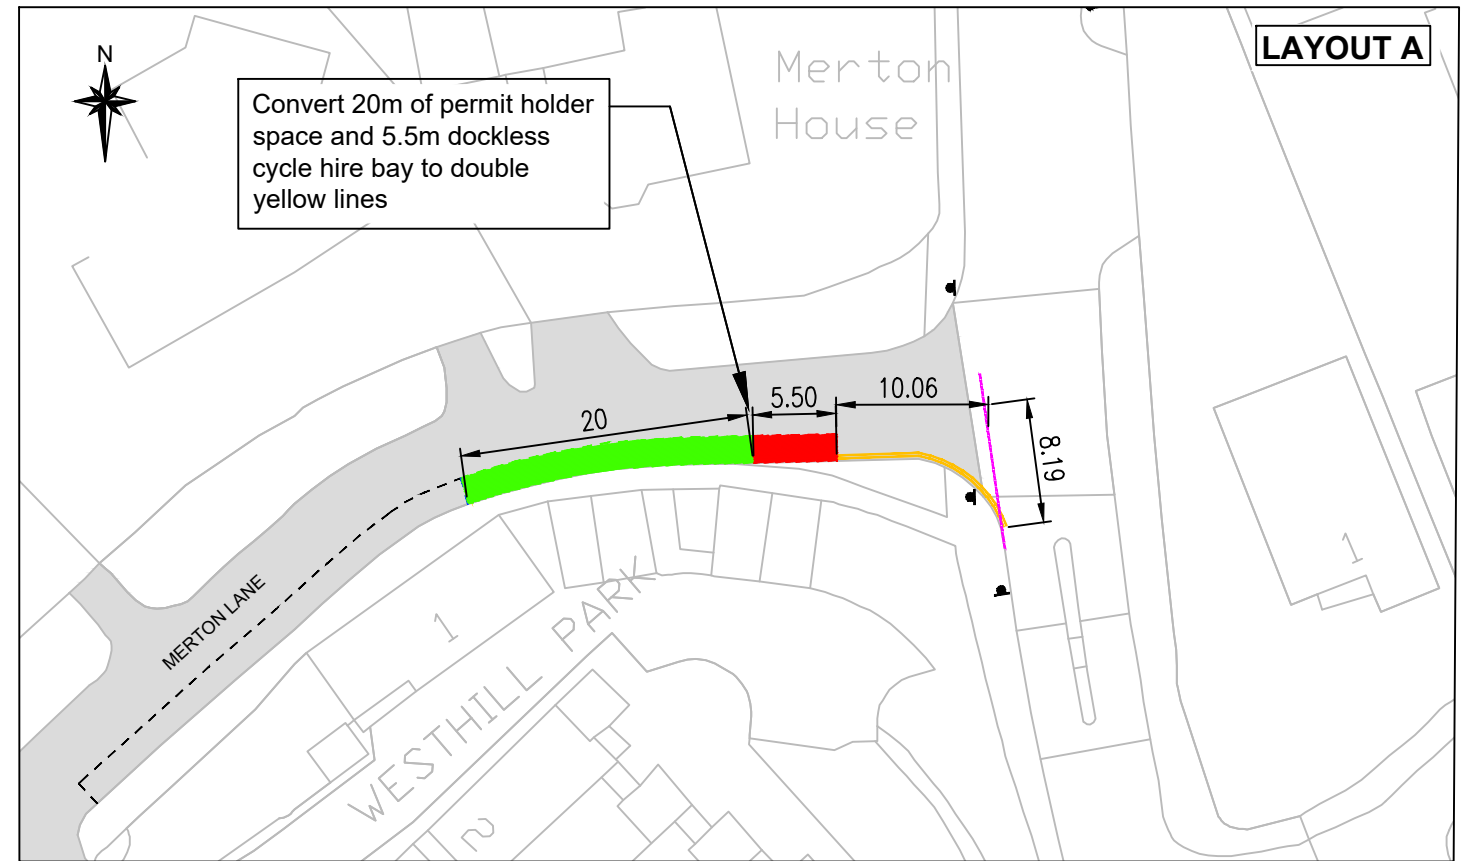 LAYOUT A
N
Merton
House
Convert 20m of permit holder
space and 5.5m dockless
cycle hire bay to double
yellow lines
20
5.50
10.06
8.19
MERTON LANE
1
WESTHILL PARK
2
1